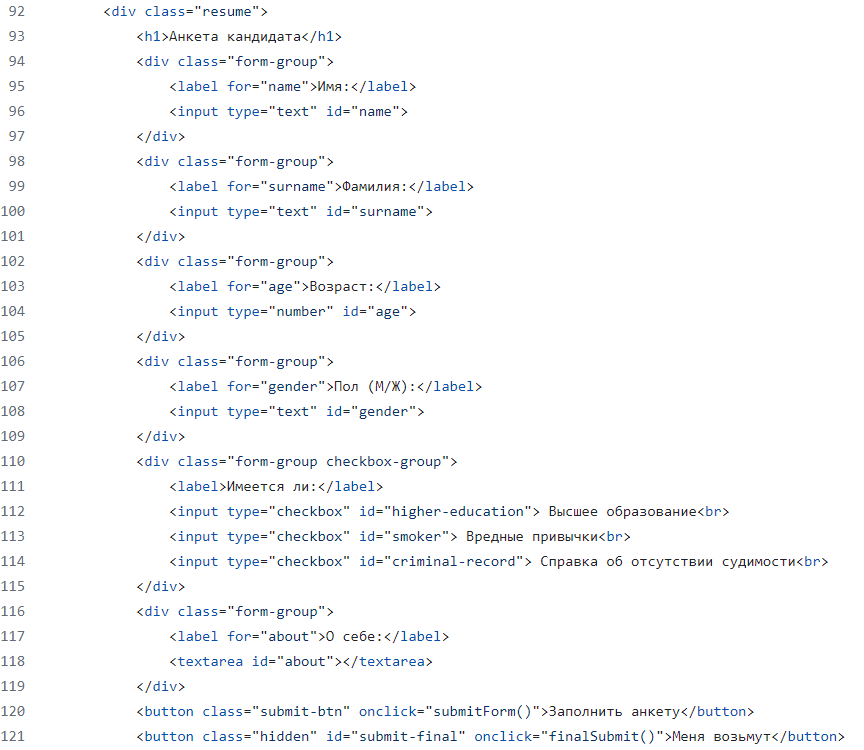 92 <div class="resume">
93 <h1>Анкета кандидата</h1>
94 <div class="form-group">
95 <label for="name">Имя:</label>
96 <input type="text" id="name">
97 </div>
98 <div class="form-group">
99 <label for="surname">Фамилия:</label>
100 <input type="text" id="surname">
101 </div>
102 <div class="form-group">
103 <label for="age">Возраст:</label>
104 <input type="number" id="age">
105 </div>
106 <div class="form-group">
107 <label for="gender">Пол (М/Ж):</label>
108 <input type="text" id="gender">
109 </div>
110 <div class="form-group checkbox-group">
111 <label>Имеется ли:</label>
112 <input type="checkbox" id="higher-education"> Высшее образование<br>
113 <input type="checkbox" id="smoker"> Вредные привычки<br>
114 <input type="checkbox" id="criminal-record"> Справка об отсутствии судимости<br>
115 </div>
116 <div class="form-group">
117 <label for="about">О себе:</label>
118 <textarea id="about"></textarea>
119 </div>
120 <button class="submit-btn" onclick="submitForm()">Заполнить анкету</button>
121 <button class="hidden" id="submit-final" onclick="finalSubmit()">Меня возьмут</button>